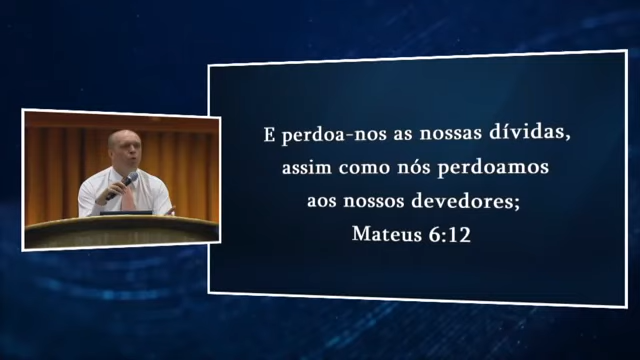 E perdoa-nos as nossas dívidas,
assim como nós perdoamos
aos nossos devedores;
Mateus 6:12